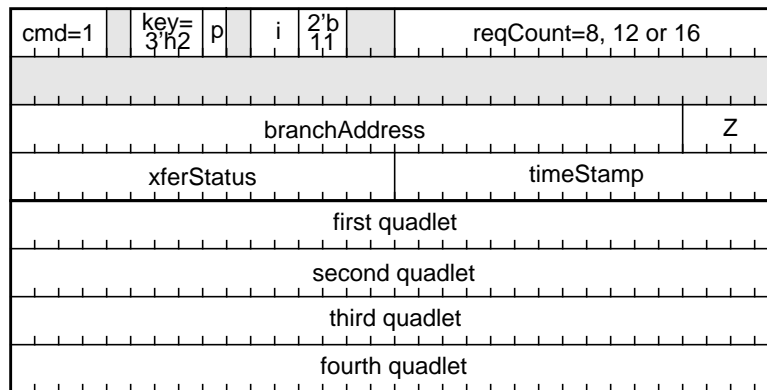 cmd=1 key=3'h2 p i 2'b11 reqCount=8, 12 or 16
branchAddress Z
xferStatus timeStamp
first quadlet
second quadlet
third quadlet
fourth quadlet